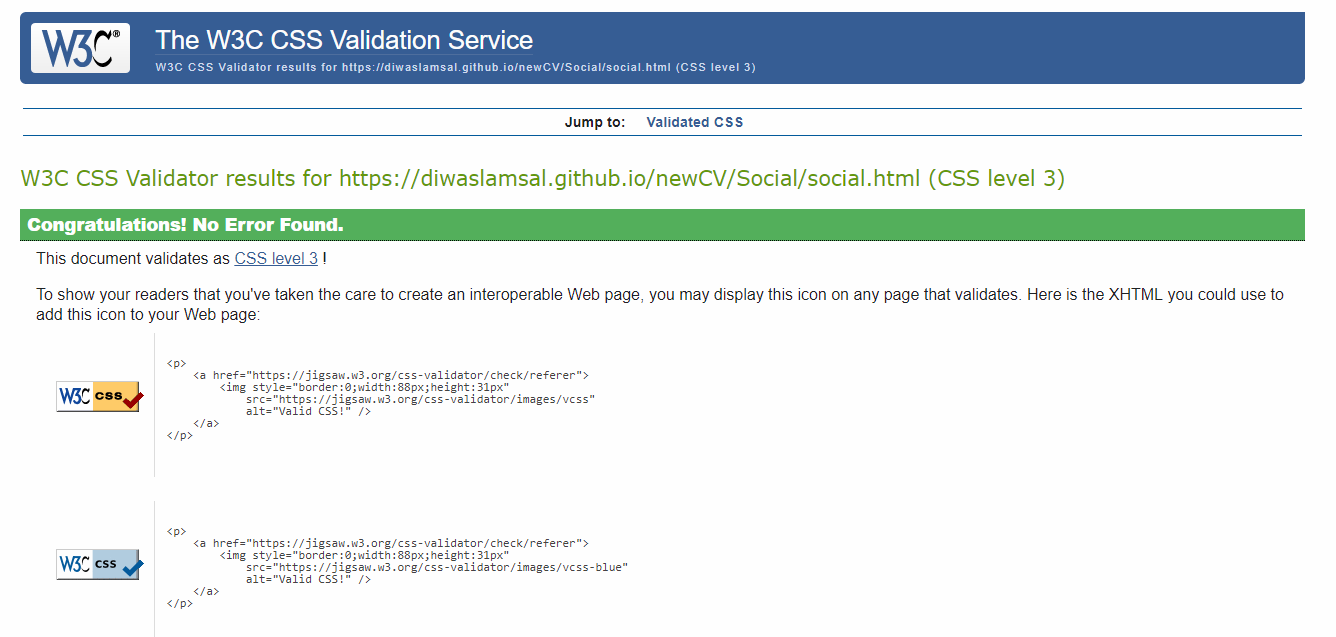 W3C®
The W3C CSS Validation Service
W3C CSS Validator results for https://diwaslamsal.github.io/newCV/Social/social.html (CSS level 3)
Jump to: Validated CSS
W3C CSS Validator results for https://diwaslamsal.github.io/newCV/Social/social.html (CSS level 3)
Congratulations! No Error Found.
This document validates as CSS level 3 !
To show your readers that you've taken the care to create an interoperable Web page, you may display this icon on any page that validates. Here is the XHTML you could use to
add this icon to your Web page:
W3C css
<p>
    <a href="https://jigsaw.w3.org/css-validator/check/referer">
        <img style="border:0;width:88px;height:31px"
            src="https://jigsaw.w3.org/css-validator/images/vcss"
            alt="Valid CSS!" />
    </a>
</p>
W3C css
<p>
    <a href="https://jigsaw.w3.org/css-validator/check/referer">
        <img style="border:0;width:88px;height:31px"
            src="https://jigsaw.w3.org/css-validator/images/vcss-blue"
            alt="Valid CSS!" />
    </a>
</p>